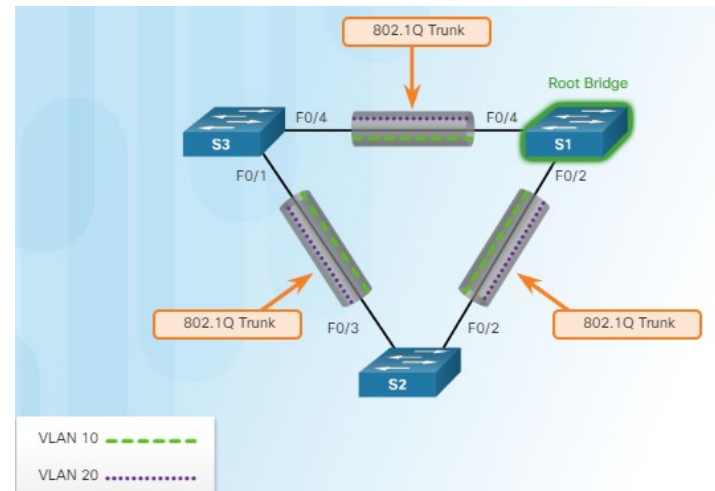 802.1Q Trunk
Root Bridge
F0/4
F0/4
S3
S1
F0/1
F0/2
802.1Q Trunk
F0/3
F0/2
802.1Q Trunk
S2
VLAN 10
VLAN 20